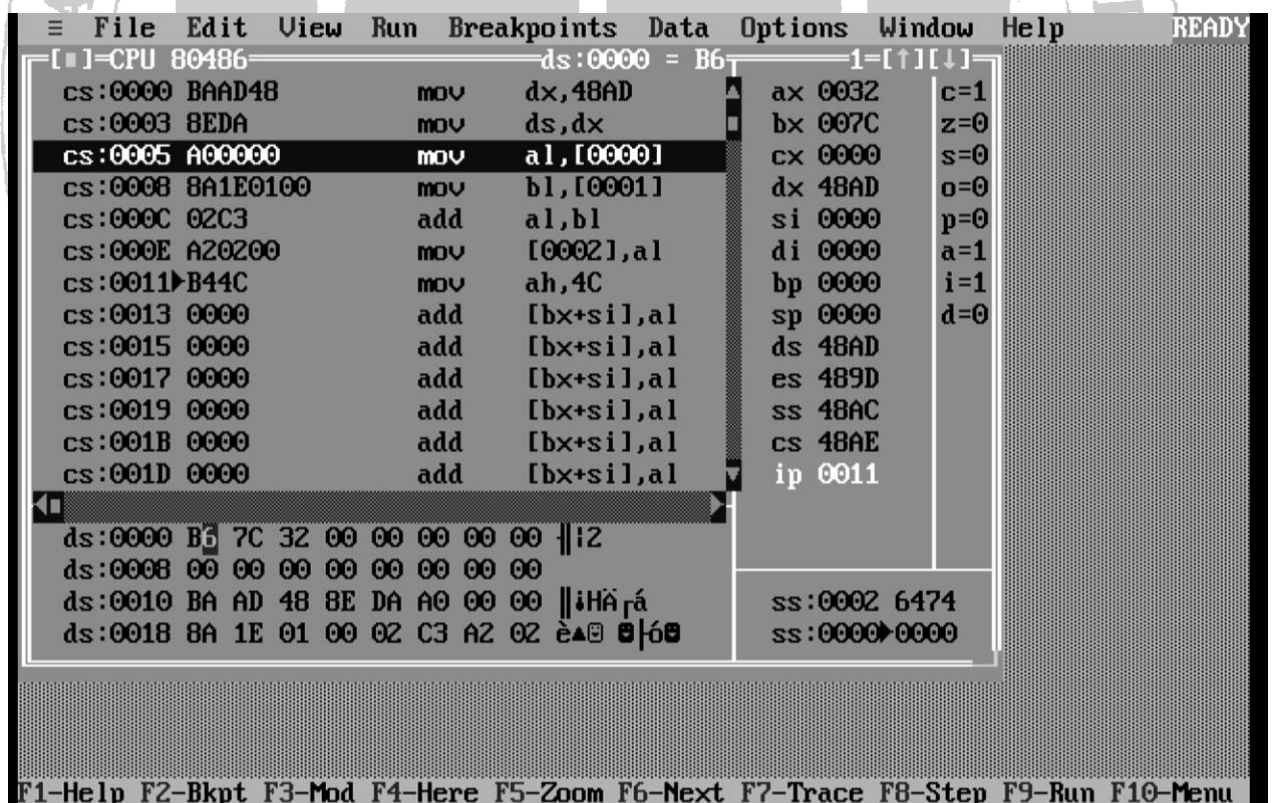 ≡ File Edit View Run Breakpoints Data Options Window Help READY
[■]=CPU 80486 ds:0000 = B6 1=[↑][↓]
cs:0000 BAAD48 mov dx,48AD ax 0032 c=1
cs:0003 8EDA mov ds,dx bx 007C z=0
cs:0005 A00000 mov al,[0000] cx 0000 s=0
cs:0008 8A1E0100 mov bl,[0001] dx 48AD o=0
cs:000C 02C3 add al,bl si 0000 p=0
cs:000E A20200 mov [0002],al di 0000 a=1
cs:0011►B44C mov ah,4C bp 0000 i=1
cs:0013 0000 add [bx+si],al sp 0000 d=0
cs:0015 0000 add [bx+si],al ds 48AD
cs:0017 0000 add [bx+si],al es 489D
cs:0019 0000 add [bx+si],al ss 48AC
cs:001B 0000 add [bx+si],al cs 48AE
cs:001D 0000 add [bx+si],al ip 0011
ds:0000 B6 7C 32 00 00 00 00 00 ╢¦2
ds:0008 00 00 00 00 00 00 00 00
ds:0010 BA AD 48 8E DA A0 00 00 ║¡HÄ┌á ss:0002 6474
ds:0018 8A 1E 01 00 02 C3 A2 02 è▲☺ ☻├ó☻ ss:0000►0000
F1-Help F2-Bkpt F3-Mod F4-Here F5-Zoom F6-Next F7-Trace F8-Step F9-Run F10-Menu